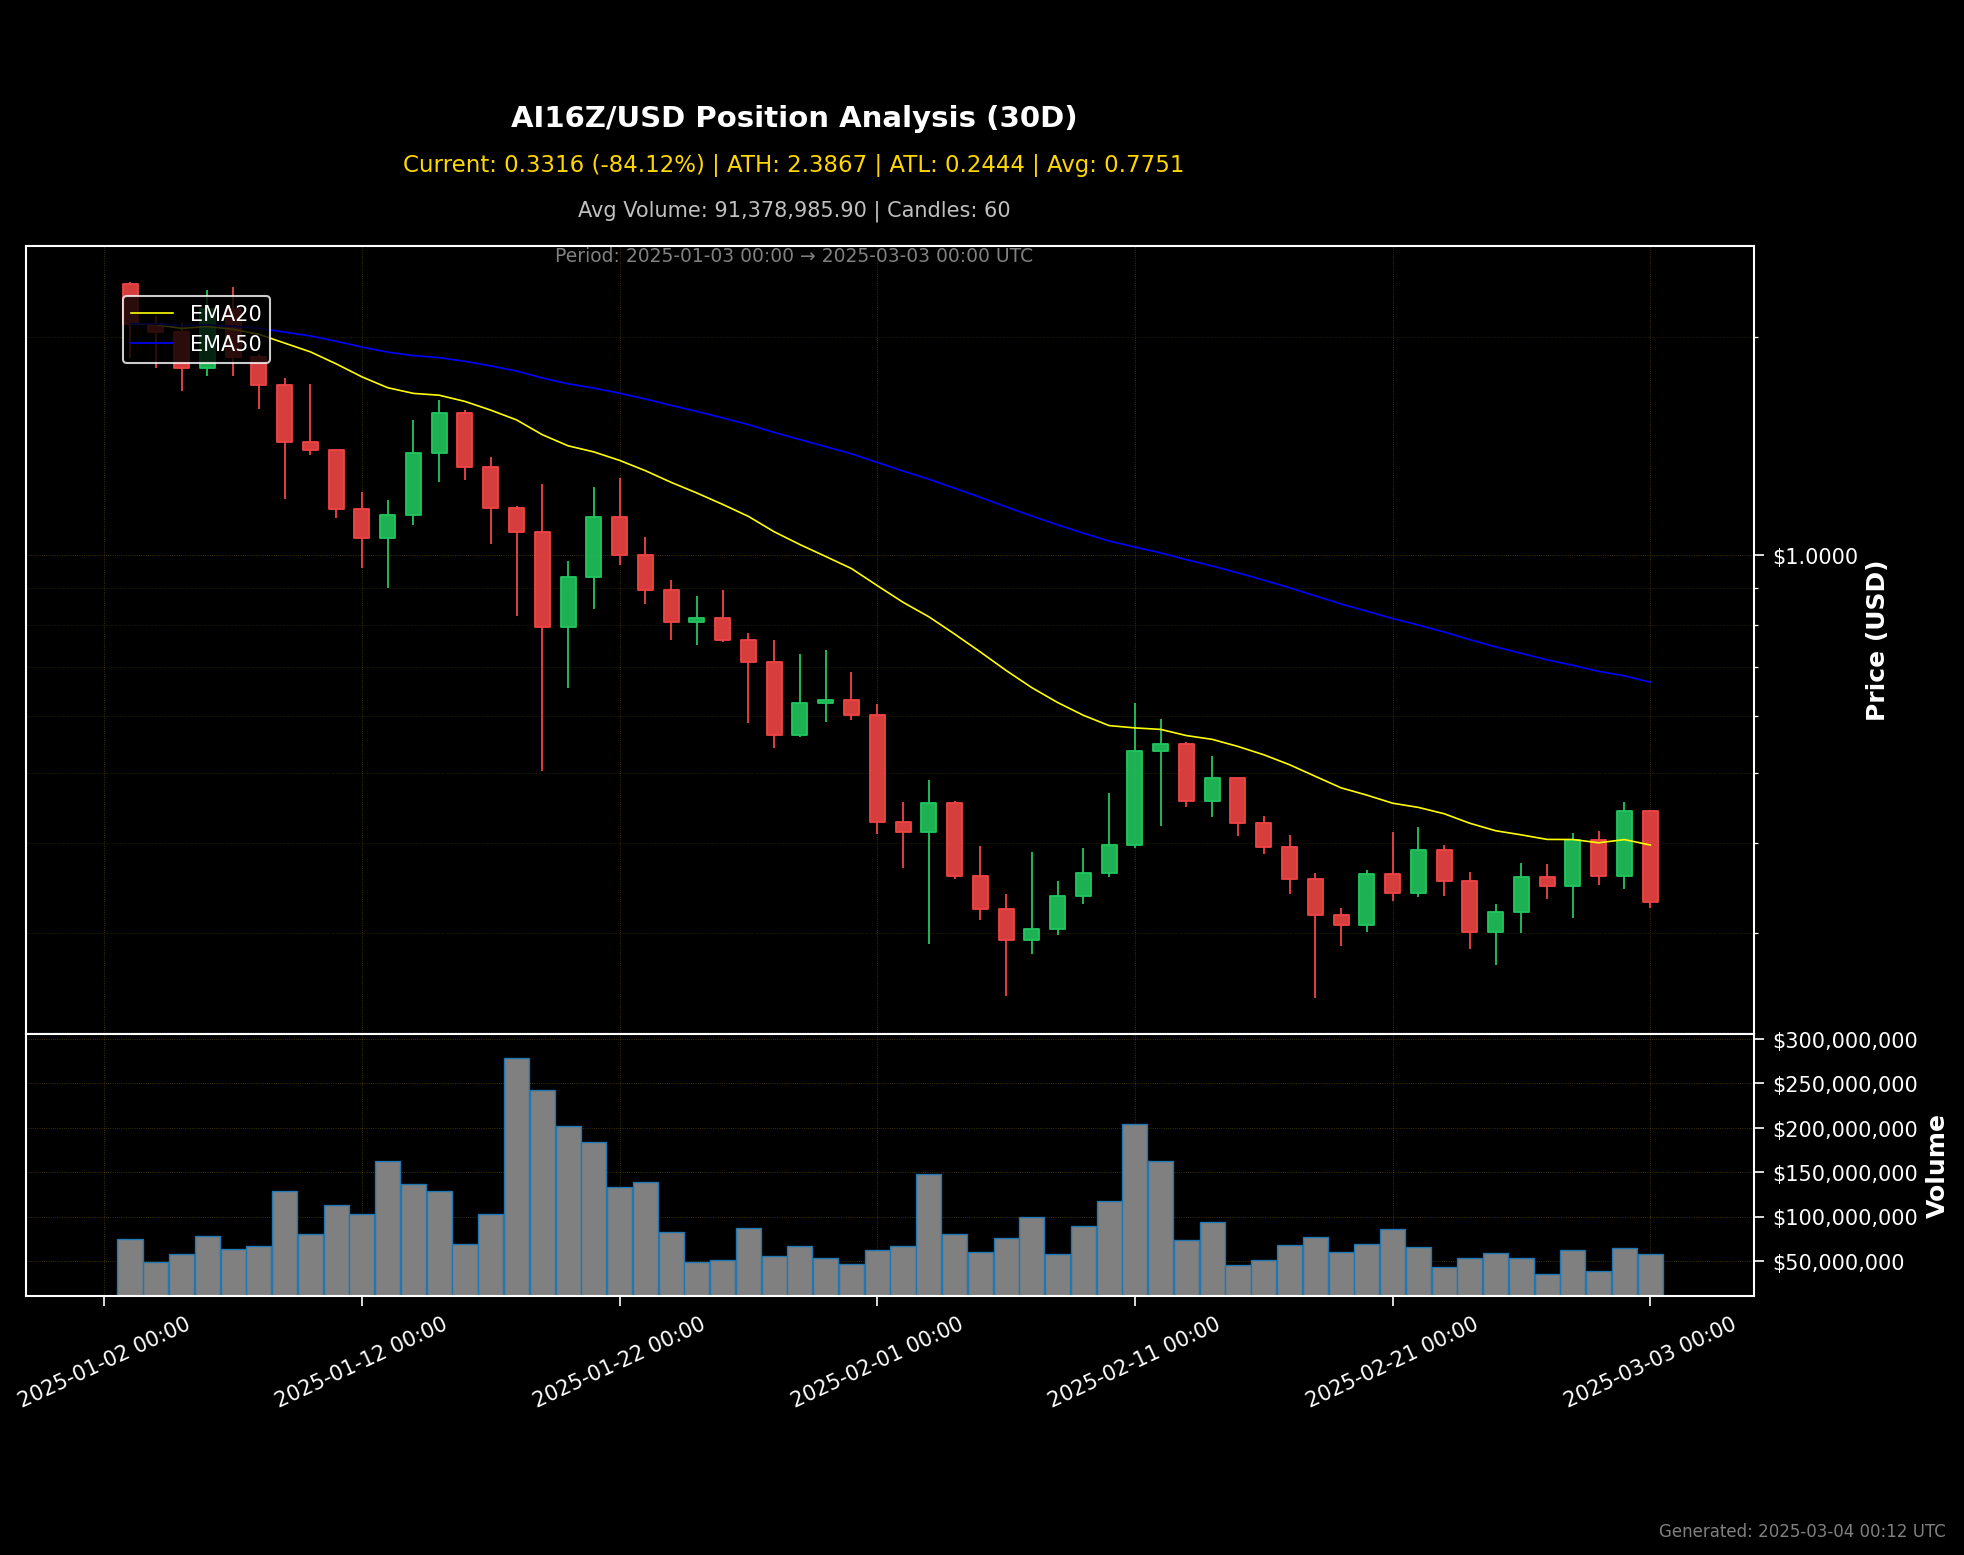 AI16Z/USD Position Analysis (30D)
Current: 0.3316 (-84.12%) | ATH: 2.3867 | ATL: 0.2444 | Avg: 0.7751
Avg Volume: 91,378,985.90 | Candles: 60
Period: 2025-01-03 00:00 → 2025-03-03 00:00 UTC
EMA20
EMA50
$1.0000
Price (USD)
$300,000,000
$250,000,000
$200,000,000
$150,000,000
$100,000,000
$50,000,000
Volume
2025-01-02 00:00
2025-01-12 00:00
2025-01-22 00:00
2025-02-01 00:00
2025-02-11 00:00
2025-02-21 00:00
2025-03-03 00:00
Generated: 2025-03-04 00:12 UTC